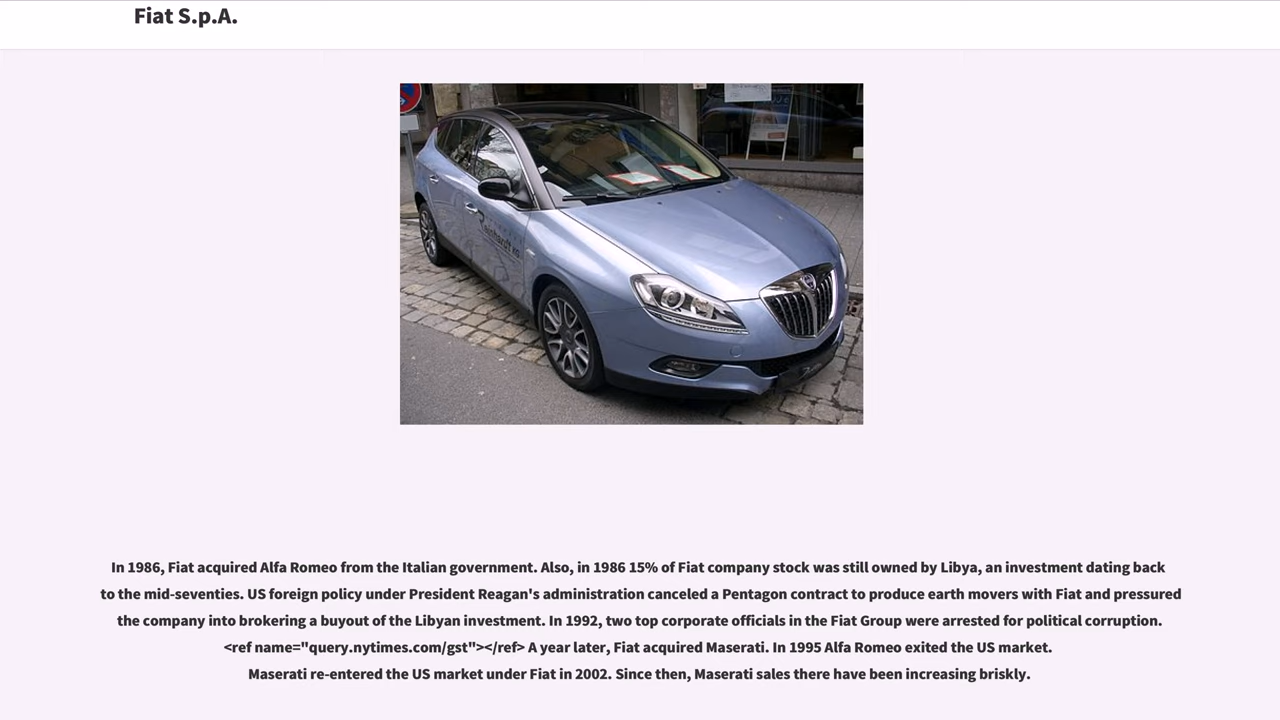 Fiat S.p.A.
Reinhardt KG
In 1986, Fiat acquired Alfa Romeo from the Italian government. Also, in 1986 15% of Fiat company stock was still owned by Libya, an investment dating back
to the mid-seventies. US foreign policy under President Reagan's administration canceled a Pentagon contract to produce earth movers with Fiat and pressured
the company into brokering a buyout of the Libyan investment. In 1992, two top corporate officials in the Fiat Group were arrested for political corruption.
<ref name="query.nytimes.com/gst"></ref> A year later, Fiat acquired Maserati. In 1995 Alfa Romeo exited the US market.
Maserati re-entered the US market under Fiat in 2002. Since then, Maserati sales there have been increasing briskly.